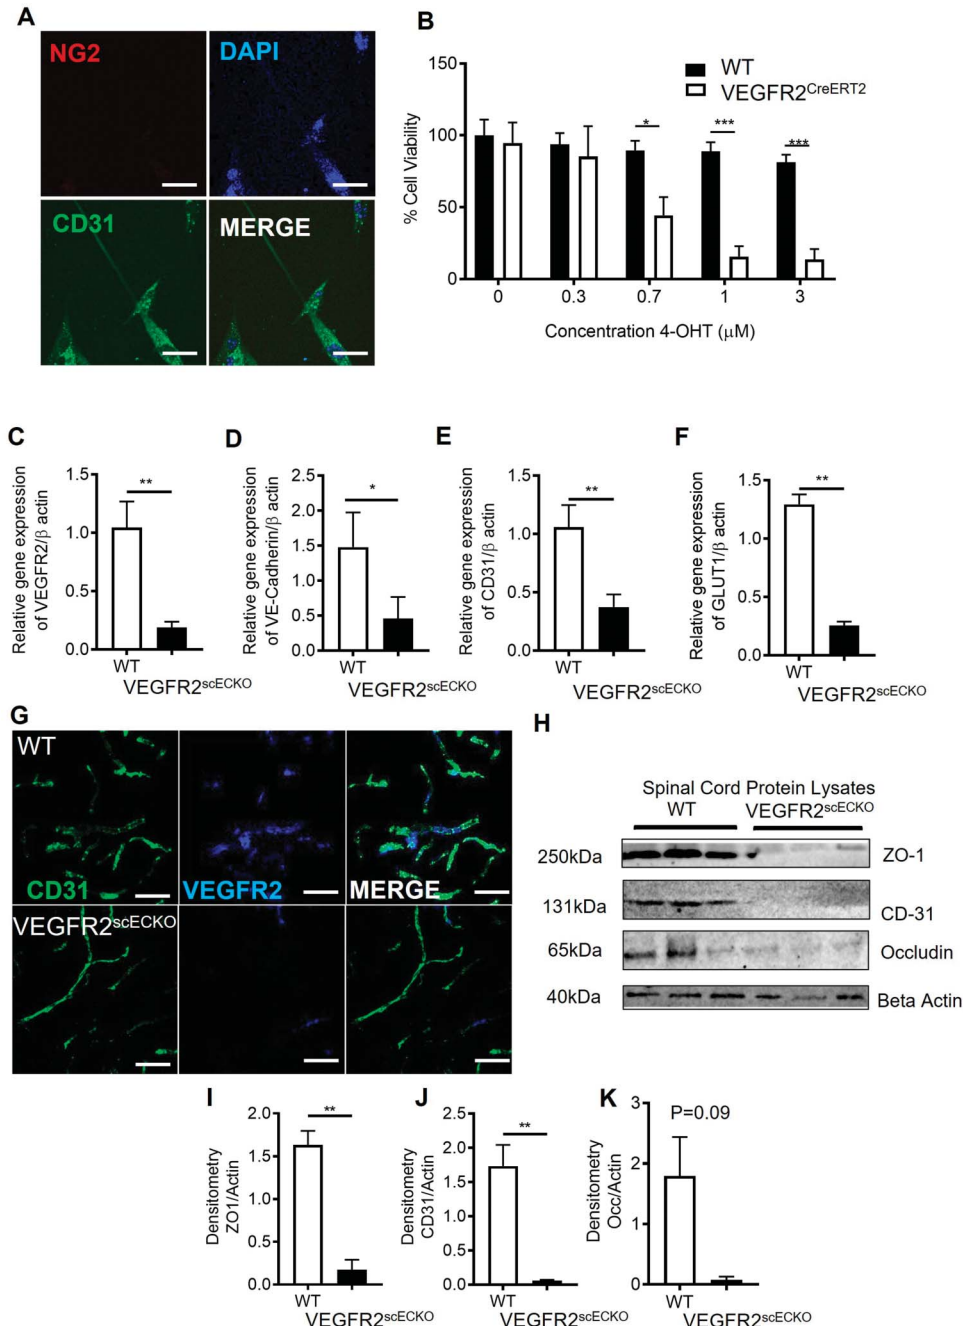 A
NG2
DAPI
CD31
MERGE
B
% Cell Viability
150
100
50
0
WT
VEGFR2CreERT2
*
***
***
0 0.3 0.7 1 3
Concentration 4-OHT (μM)
C
Relative gene expression
of VEGFR2/β actin
1.5
1.0
0.5
0.0
**
WT
VEGFR2scECKO
D
Relative gene expression
of VE-Cadherin/β actin
2.5
2.0
1.5
1.0
0.5
0.0
*
WT
VEGFR2scECKO
E
Relative gene expression
of CD31/β actin
1.5
1.0
0.5
0.0
**
WT
VEGFR2scECKO
F
Relative gene expression
of GLUT1/β actin
1.5
1.0
0.5
0.0
**
WT
VEGFR2scECKO
G
WT
CD31
VEGFR2
MERGE
VEGFR2scECKO
H
Spinal Cord Protein Lysates
WT VEGFR2scECKO
250kDa ZO-1
131kDa CD-31
65kDa Occludin
40kDa Beta Actin
I
Densitometry
ZO1/Actin
2.0
1.5
1.0
0.5
0.0
**
WT
VEGFR2scECKO
J
Densitometry
CD31/Actin
2.5
2.0
1.5
1.0
0.5
0.0
**
WT
VEGFR2scECKO
K
Densitometry
Occ/Actin
3
2
1
0
P=0.09
WT
VEGFR2scECKO